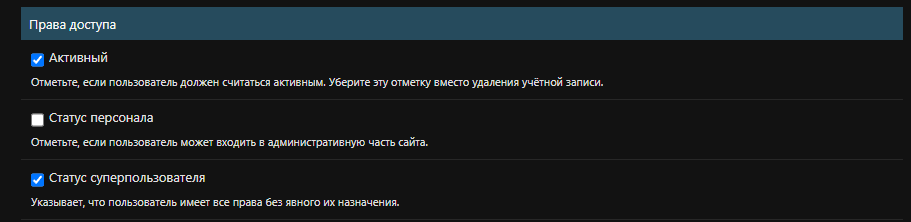 Права доступа
Активный
Отметьте, если пользователь должен считаться активным. Уберите эту отметку вместо удаления учётной записи.
Статус персонала
Отметьте, если пользователь может входить в административную часть сайта.
Статус суперпользователя
Указывает, что пользователь имеет все права без явного их назначения.